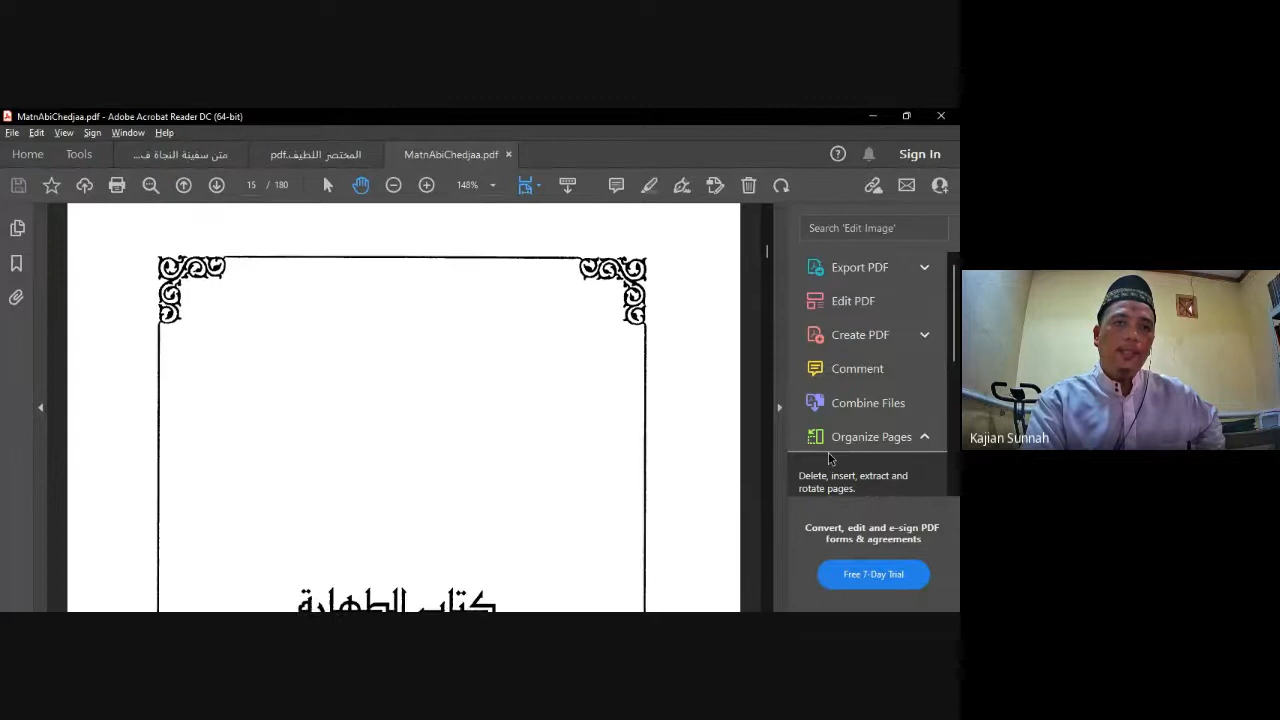 MatnAbiChedjaa.pdf - Adobe Acrobat Reader DC (64-bit)
File Edit View Sign Window Help
Home Tools متن سفينة النجاة ف... المختصر اللطيف.pdf MatnAbiChedjaa.pdf × Sign In
15 / 180 148%
Search 'Edit Image'
Export PDF
Edit PDF
Create PDF
Comment
Combine Files
Organize Pages
Delete, insert, extract and
rotate pages.
Convert, edit and e-sign PDF
forms & agreements
Free 7-Day Trial
كتاب الطهارة
Kajian Sunnah